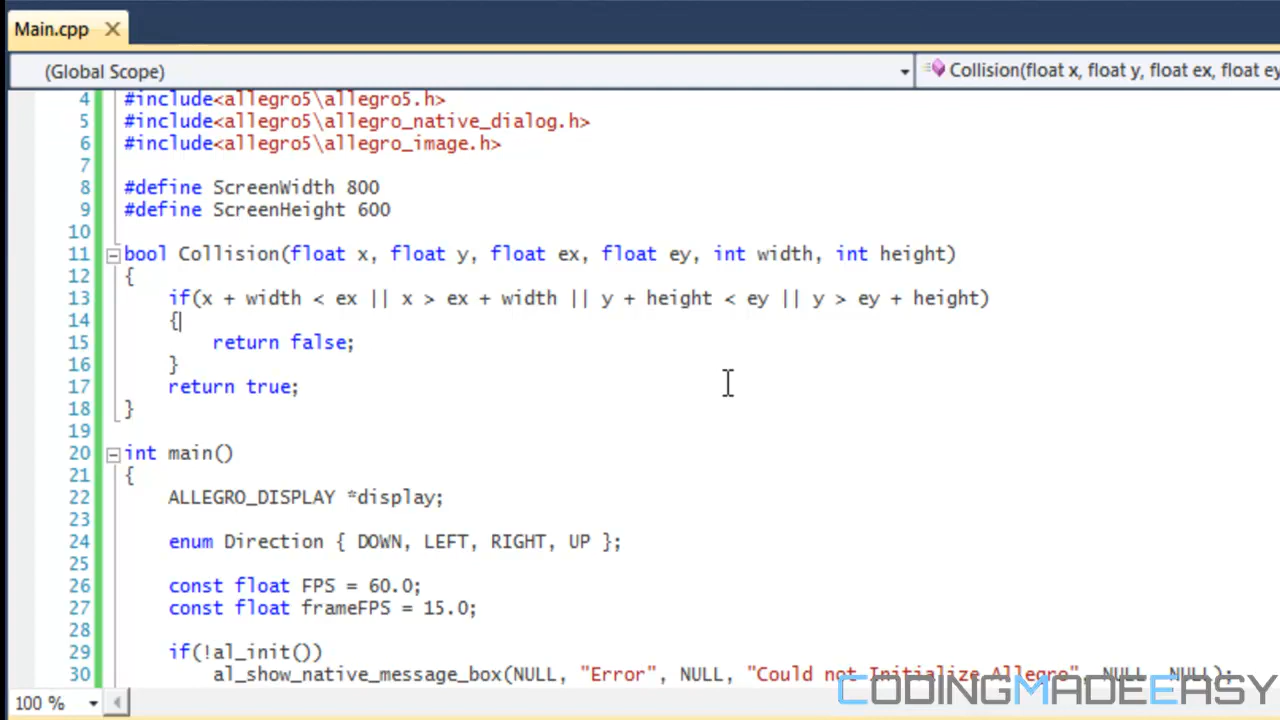 Main.cpp
(Global Scope)
Collision(float x, float y, float ex, float ey
4 #include<allegro5\allegro5.h>
5 #include<allegro5\allegro_native_dialog.h>
6 #include<allegro5\allegro_image.h>
7
8 #define ScreenWidth 800
9 #define ScreenHeight 600
10
11 bool Collision(float x, float y, float ex, float ey, int width, int height)
12 {
13 if(x + width < ex || x > ex + width || y + height < ey || y > ey + height)
14 {
15 return false;
16 }
17 return true;
18 }
19
20 int main()
21 {
22 ALLEGRO_DISPLAY *display;
23
24 enum Direction { DOWN, LEFT, RIGHT, UP };
25
26 const float FPS = 60.0;
27 const float frameFPS = 15.0;
28
29 if(!al_init())
30 al_show_native_message_box(NULL, "Error", NULL, "Could not Initialize Allegro", NULL, NULL);
100 %
CODINGMADEEASY